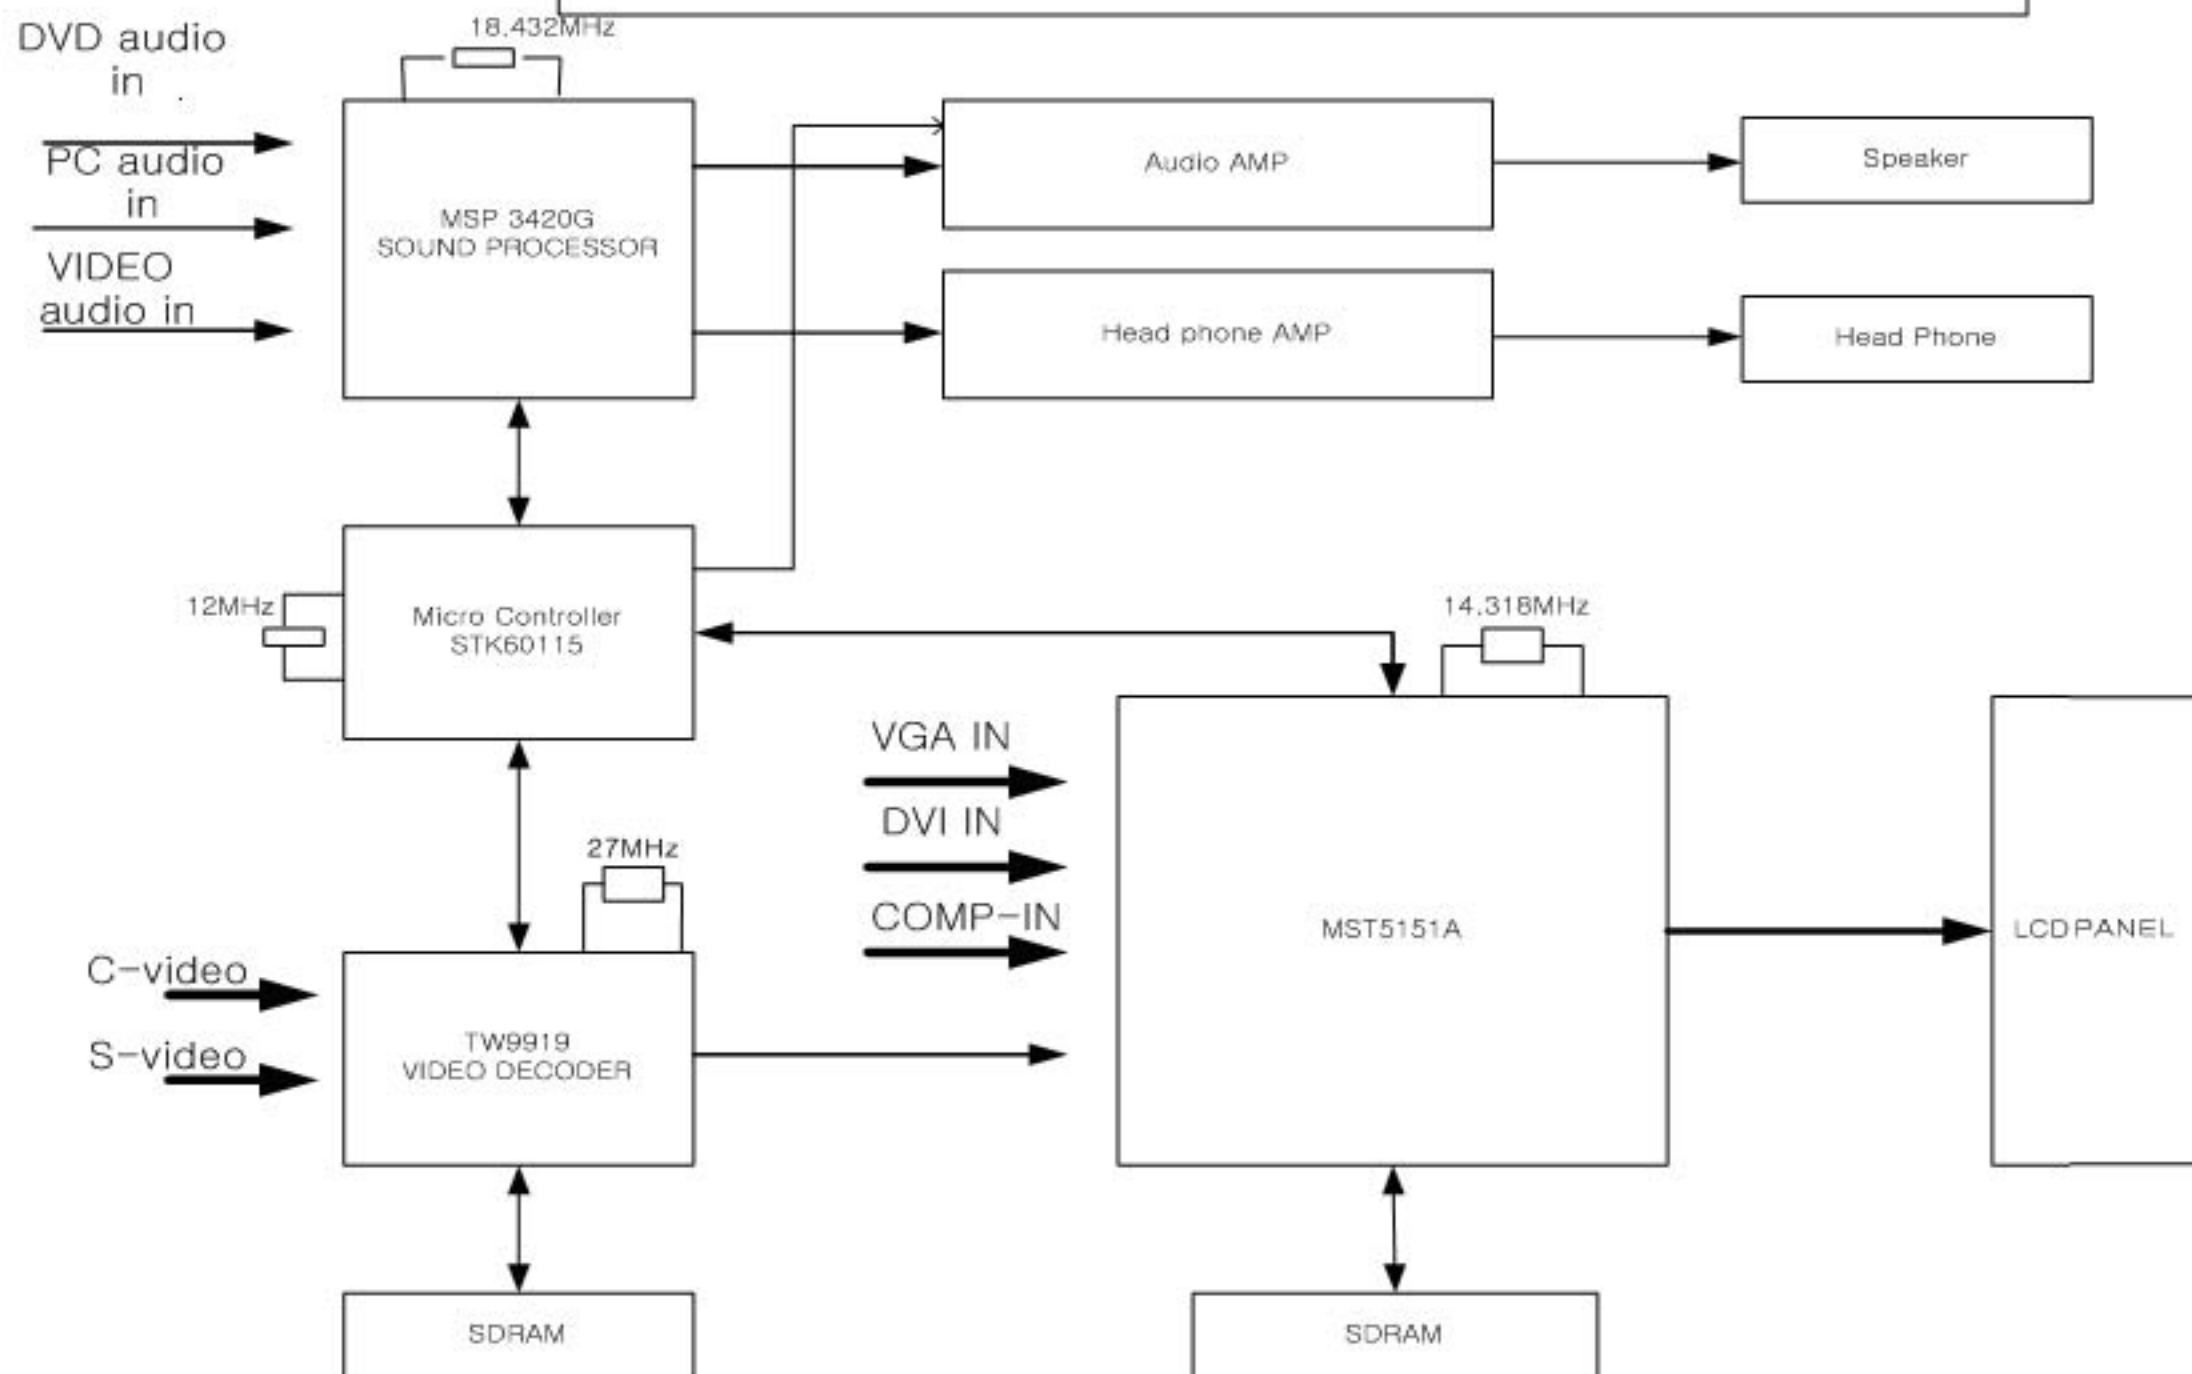 18.432MHz
DVD audio
in
PC audio
in
VIDEO
audio in
MSP 3420G
SOUND PROCESSOR
Audio AMP
Speaker
Head phone AMP
Head Phone
12MHz
Micro Controller
STK60115
14.318MHz
VGA IN
DVI IN
COMP-IN
27MHz
C-video
S-video
TW9919
VIDEO DECODER
MST5151A
LCD PANEL
SDRAM
SDRAM